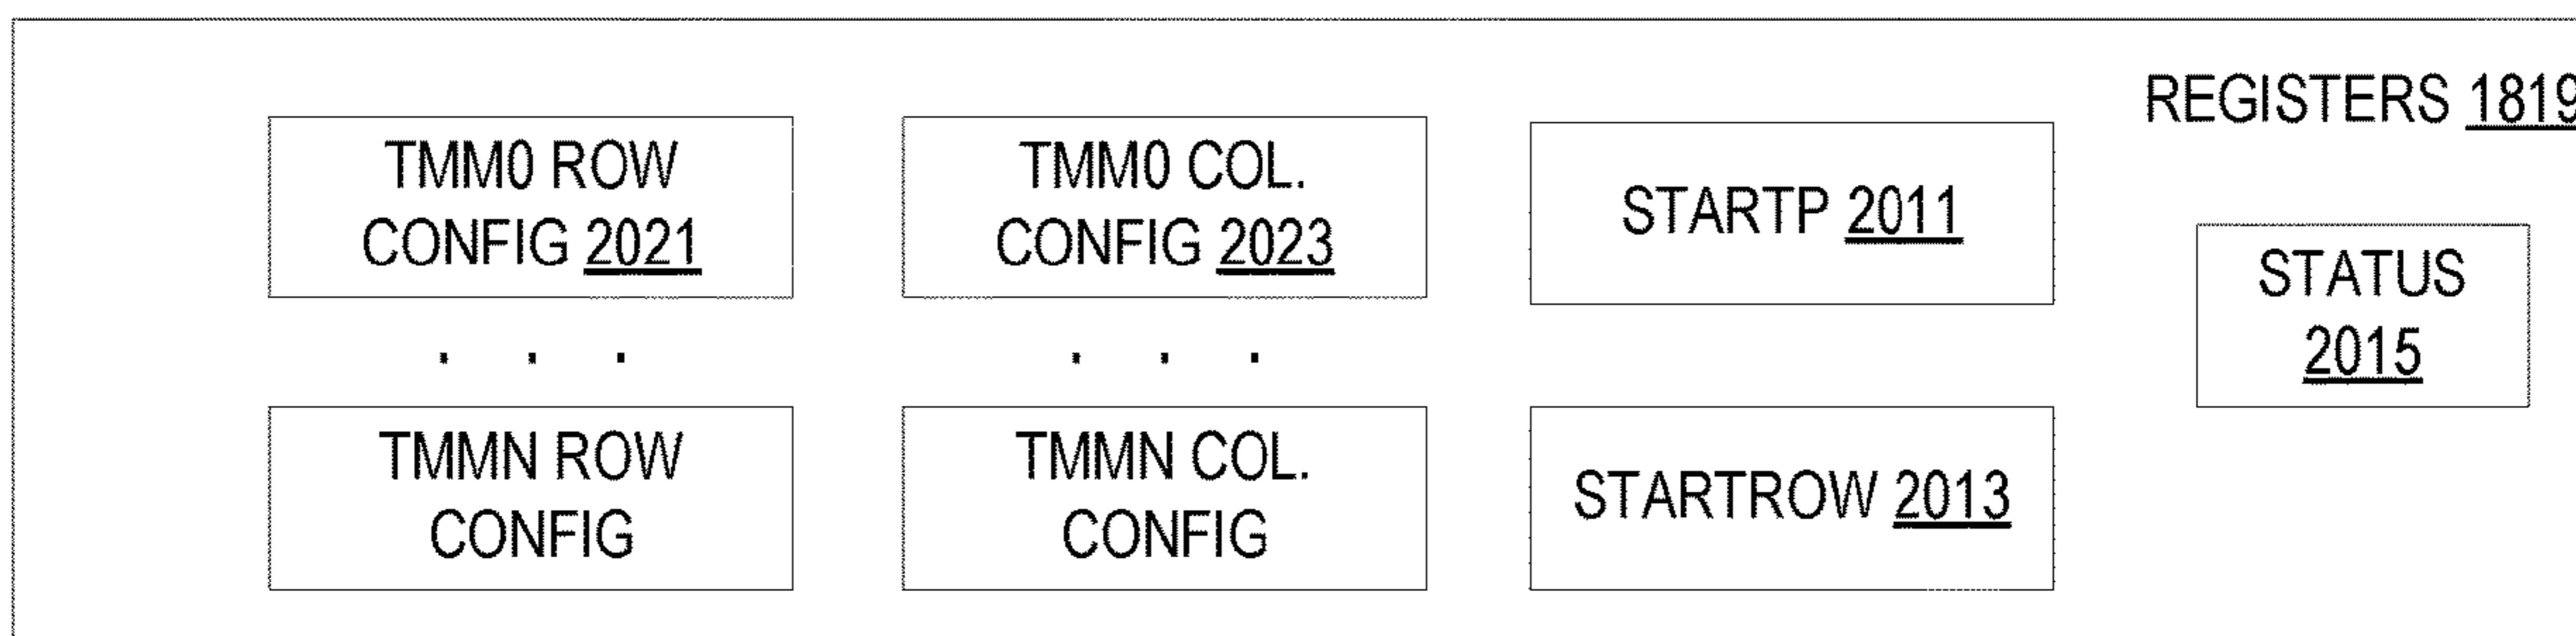 REGISTERS 1819
TMM0 ROW
CONFIG 2021
TMM0 COL.
CONFIG 2023
STARTP 2011
STATUS
2015
. . .
. . .
TMMN ROW
CONFIG
TMMN COL.
CONFIG
STARTROW 2013